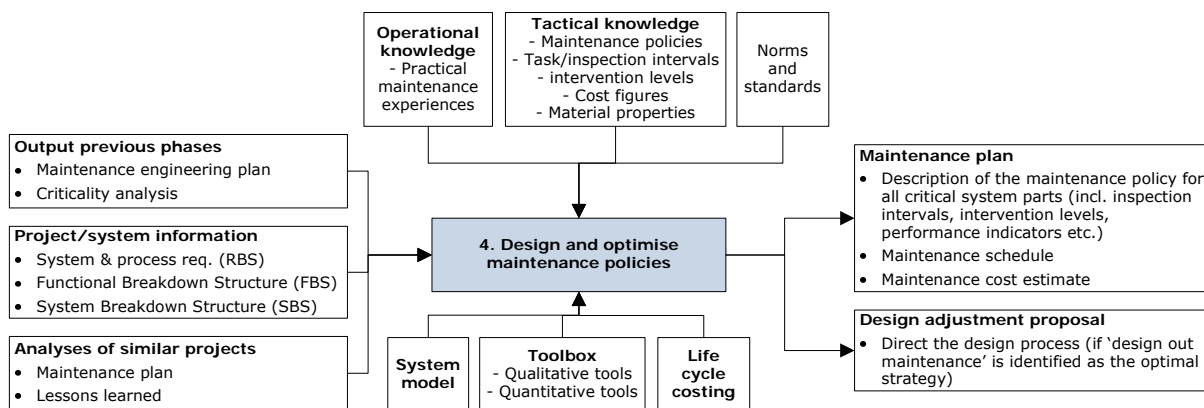 Operational
knowledge
- Practical
maintenance
experiences
Tactical knowledge
- Maintenance policies
- Task/inspection intervals
- intervention levels
- Cost figures
- Material properties
Norms
and
standards
Output previous phases
• Maintenance engineering plan
• Criticality analysis
Project/system information
• System & process req. (RBS)
• Functional Breakdown Structure (FBS)
• System Breakdown Structure (SBS)
Analyses of similar projects
• Maintenance plan
• Lessons learned
4. Design and optimise
maintenance policies
System
model
Toolbox
- Qualitative tools
- Quantitative tools
Life
cycle
costing
Maintenance plan
• Description of the maintenance policy for
all critical system parts (incl. inspection
intervals, intervention levels,
performance indicators etc.)
• Maintenance schedule
• Maintenance cost estimate
Design adjustment proposal
• Direct the design process (if ‘design out
maintenance’ is identified as the optimal
strategy)